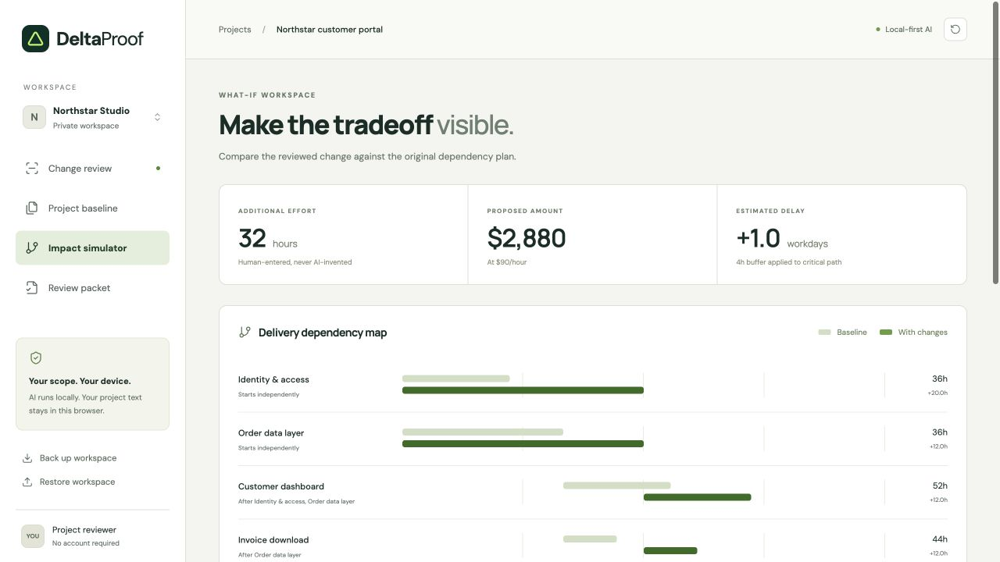 DeltaProof
WORKSPACE
N
Northstar Studio
Private workspace
Change review
Project baseline
Impact simulator
Review packet
Your scope. Your device.
AI runs locally. Your project text
stays in this browser.
Back up workspace
Restore workspace
YOU
Project reviewer
No account required
Projects / Northstar customer portal
Local-first AI
WHAT-IF WORKSPACE
Make the tradeoff visible.
Compare the reviewed change against the original dependency plan.
ADDITIONAL EFFORT
32 hours
Human-entered, never AI-invented
PROPOSED AMOUNT
$2,880
At $90/hour
ESTIMATED DELAY
+1.0 workdays
4h buffer applied to critical path
Delivery dependency map
Baseline
With changes
Identity & access
Starts independently
36h
+20.0h
Order data layer
Starts independently
36h
+12.0h
Customer dashboard
After Identity & access, Order data layer
52h
+12.0h
Invoice download
After Order data layer
44h
+12.0h